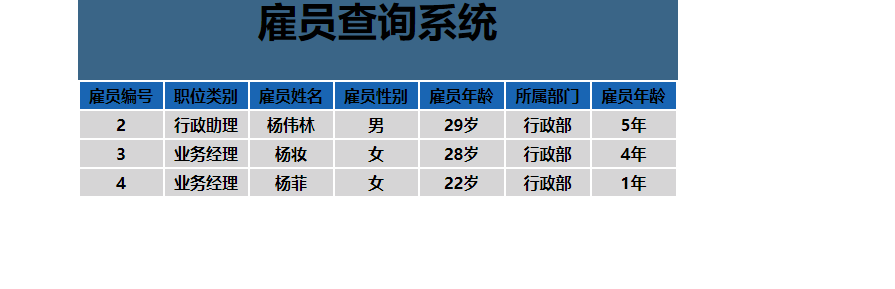 雇员查询系统
雇员编号 职位类别 雇员姓名 雇员性别 雇员年龄 所属部门 雇员年龄
2 行政助理 杨伟林 男 29岁 行政部 5年
3 业务经理 杨妆 女 28岁 行政部 4年
4 业务经理 杨菲 女 22岁 行政部 1年